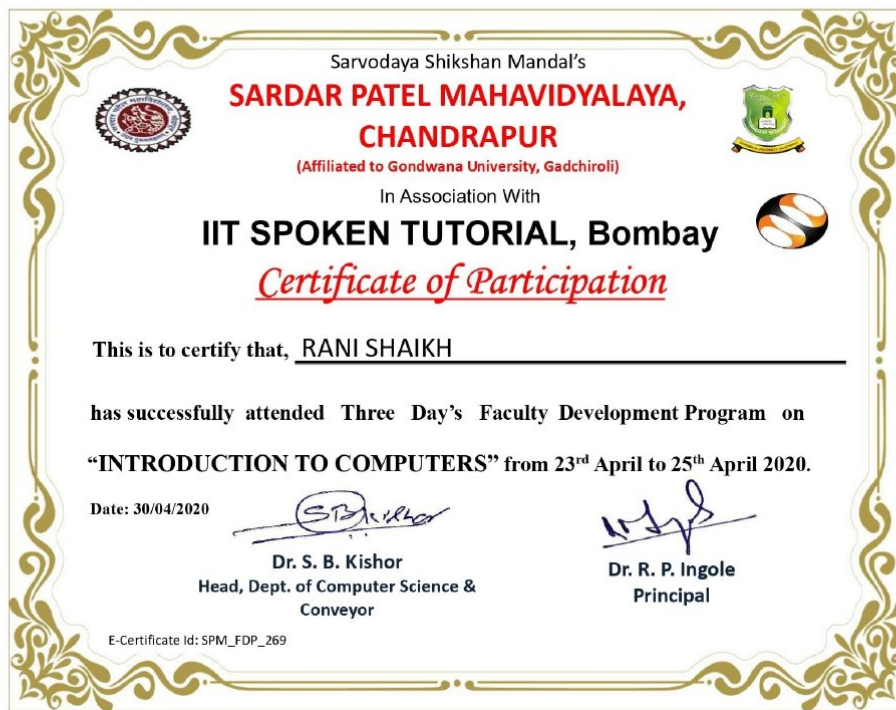 Sarvodaya Shikshan Mandal's
SARDAR PATEL MAHAVIDYALAYA,
CHANDRAPUR
(Affiliated to Gondwana University, Gadchiroli)
In Association With
IIT SPOKEN TUTORIAL, Bombay
Certificate of Participation
This is to certify that, RANI SHAIKH
has successfully attended Three Day's Faculty Development Program on
“INTRODUCTION TO COMPUTERS” from 23rd April to 25th April 2020.
Date: 30/04/2020
SBKishor
Dr. S. B. Kishor
Head, Dept. of Computer Science &
Conveyor
Dr. R. P. Ingole
Principal
E-Certificate Id: SPM_FDP_269